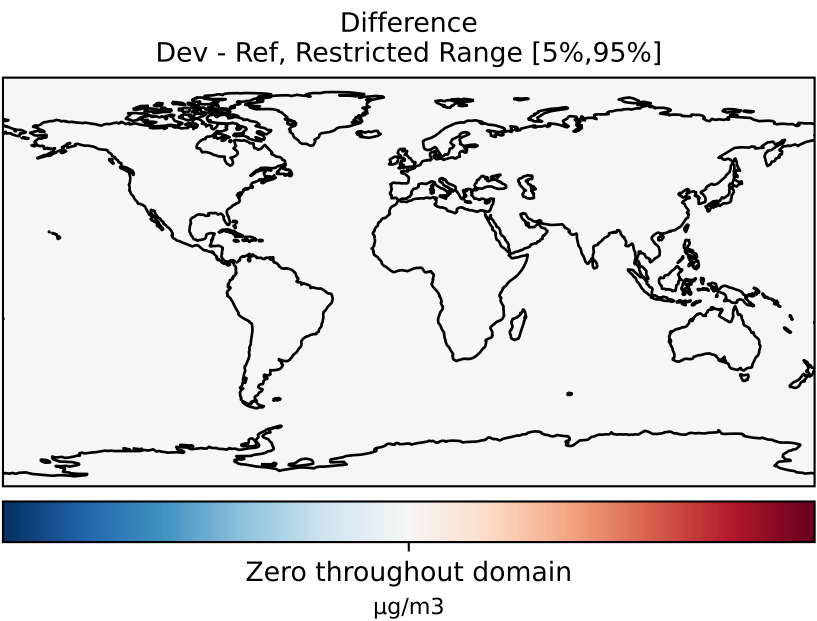 Difference
Dev - Ref, Restricted Range [5%,95%]
Zero throughout domain
μg/m3